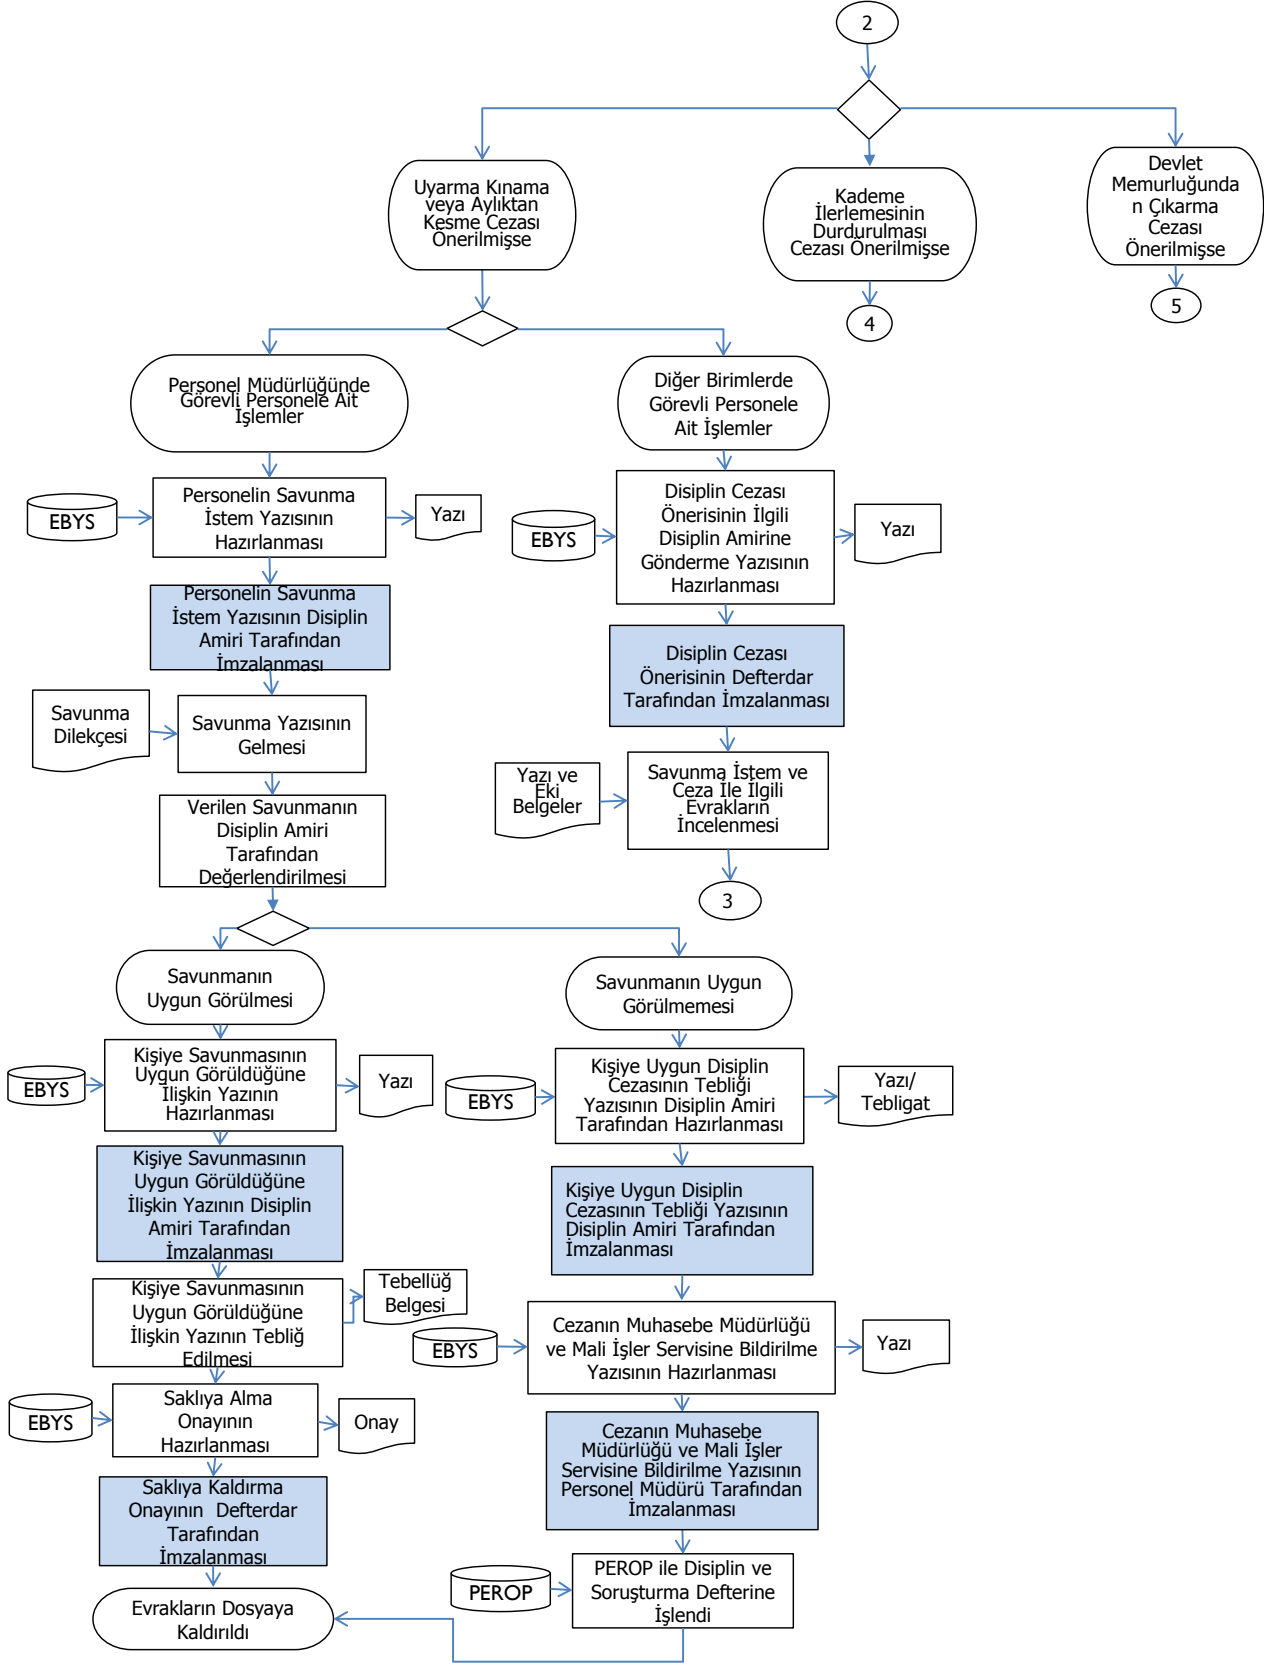 2
Uyarma Kınama
veya Aylıktan
Kesme Cezası
Önerilmişse
Kademe
İlerlemesinin
Durdurulması
Cezası Önerilmişse
Devlet
Memurluğunda
n Çıkarma
Cezası
Önerilmişse
4
5
Personel Müdürlüğünde
Görevli Personele Ait
İşlemler
Diğer Birimlerde
Görevli Personele
Ait İşlemler
EBYS
Personelin Savunma
İstem Yazısının
Hazırlanması
Yazı
EBYS
Disiplin Cezası
Önerisinin İlgili
Disiplin Amirine
Gönderme Yazısının
Hazırlanması
Yazı
Personelin Savunma
İstem Yazısının Disiplin
Amiri Tarafından
İmzalanması
Disiplin Cezası
Önerisinin Defterdar
Tarafından İmzalanması
Savunma
Dilekçesi
Savunma Yazısının
Gelmesi
Yazı ve
Eki
Belgeler
Savunma İstem ve
Ceza İle İlgili
Evrakların
İncelenmesi
Verilen Savunmanın
Disiplin Amiri
Tarafından
Değerlendirilmesi
3
Savunmanın
Uygun Görülmesi
Savunmanın Uygun
Görülmemesi
EBYS
Kişiye Savunmasının
Uygun Görüldüğüne
İlişkin Yazının
Hazırlanması
Yazı
EBYS
Kişiye Uygun Disiplin
Cezasının Tebliği
Yazısının Disiplin Amiri
Tarafından Hazırlanması
Yazı/
Tebligat
Kişiye Savunmasının
Uygun Görüldüğüne
İlişkin Yazının Disiplin
Amiri Tarafından
İmzalanması
Kişiye Uygun Disiplin
Cezasının Tebliği Yazısının
Disiplin Amiri Tarafından
İmzalanması
Kişiye Savunmasının
Uygun Görüldüğüne
İlişkin Yazının Tebliğ
Edilmesi
Tebellüğ
Belgesi
EBYS
Cezanın Muhasebe Müdürlüğü
ve Mali İşler Servisine Bildirilme
Yazısının Hazırlanması
Yazı
EBYS
Saklıya Alma
Onayının
Hazırlanması
Onay
Cezanın Muhasebe
Müdürlüğü ve Mali İşler
Servisine Bildirilme Yazısının
Personel Müdürü Tarafından
İmzalanması
Saklıya Kaldırma
Onayının  Defterdar
Tarafından
İmzalanması
PEROP
PEROP ile Disiplin ve
Soruşturma Defterine
İşlendi
Evrakların Dosyaya
Kaldırıldı